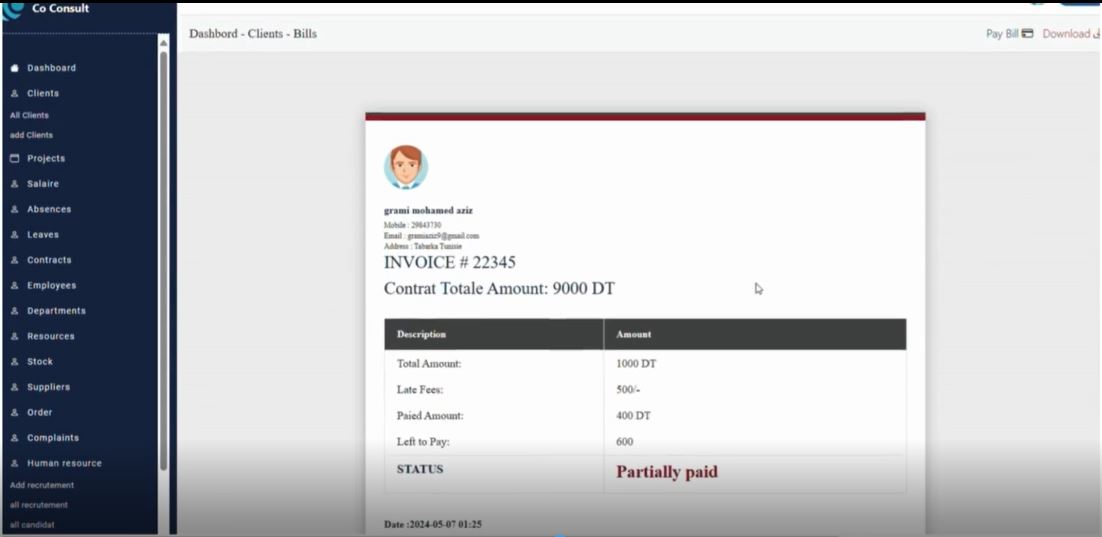 Co Consult
Dashbord - Clients - Bills
Pay Bill
Download
Dashboard
Clients
All Clients
add Clients
Projects
Salaire
Absences
Leaves
Contracts
Employees
Departments
Resources
Stock
Suppliers
Order
Complaints
Human resource
Add recrutement
all recrutement
all candidat
grami mohamed aziz
Mobile : 29843730
Email : gramiaziz9@gmail.com
Address : Tabarka Tunisie
INVOICE # 22345
Contrat Totale Amount: 9000 DT
Description Amount
Total Amount: 1000 DT
Late Fees: 500/-
Paied Amount: 400 DT
Left to Pay: 600
STATUS Partially paid
Date :2024-05-07 01:25